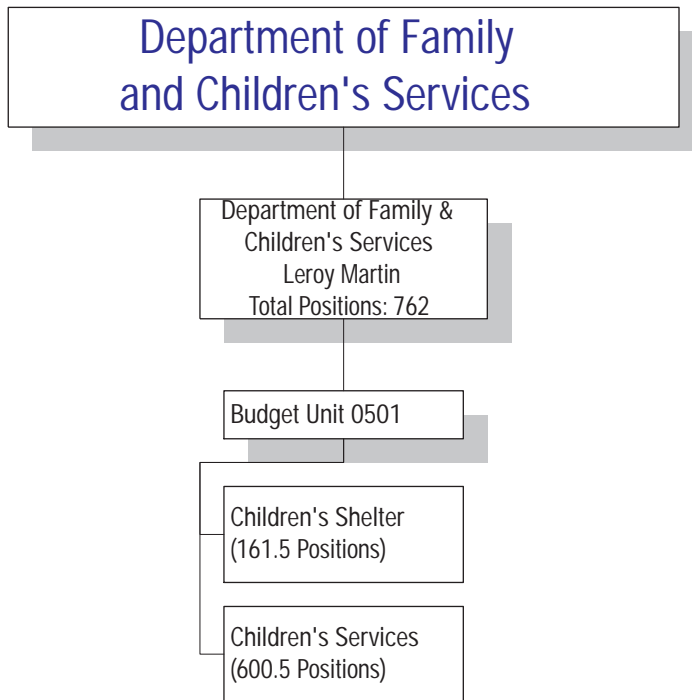 Department of Family
and Children's Services
Department of Family &
Children's Services
Leroy Martin
Total Positions: 762
Budget Unit 0501
Children's Shelter
(161.5 Positions)
Children's Services
(600.5 Positions)